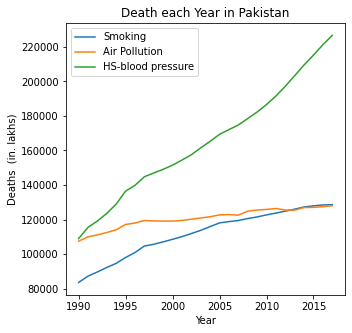 Death each Year in Pakistan
Smoking
Air Pollution
HS-blood pressure
Deaths (in. lakhs)
220000
200000
180000
160000
140000
120000
100000
80000
1990
1995
2000
2005
2010
2015
Year